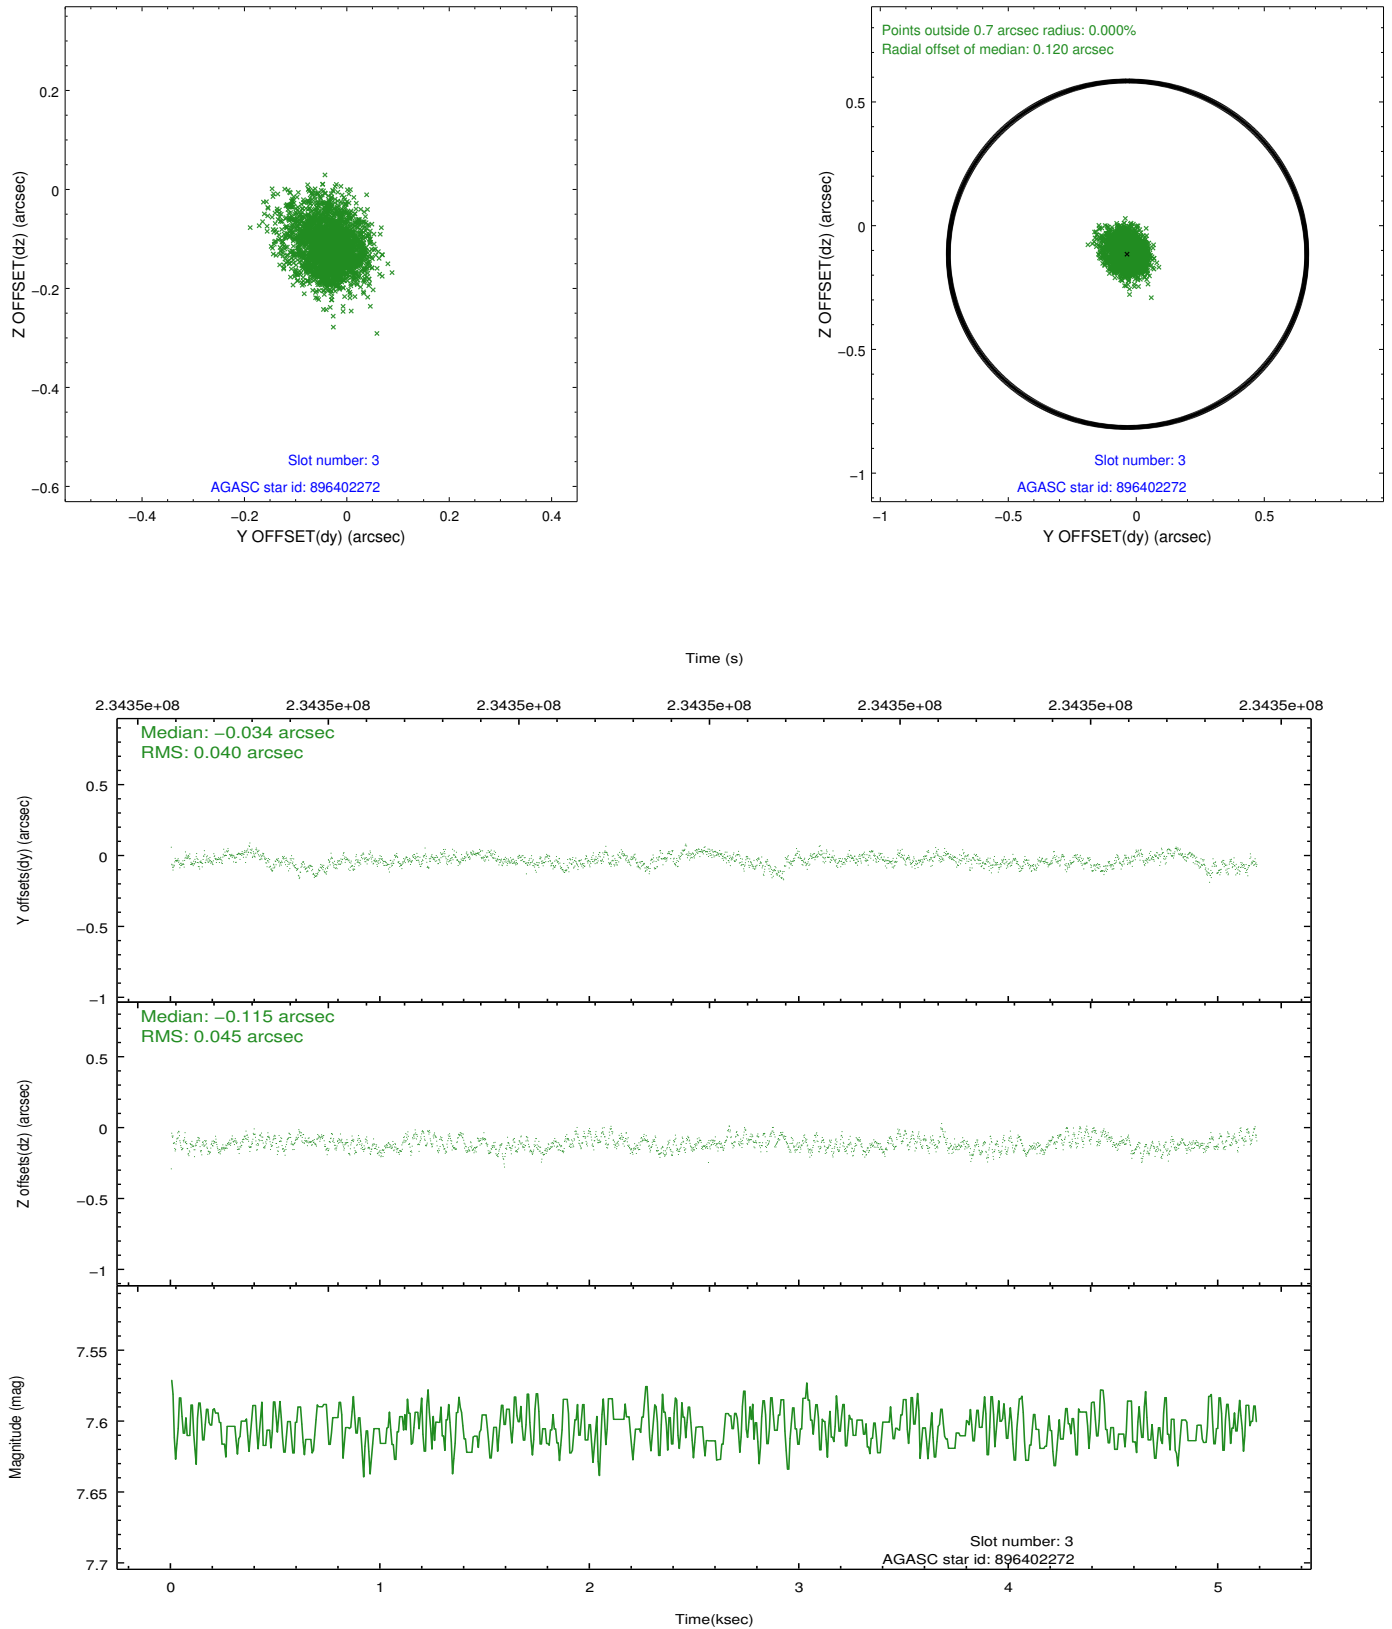 0.2
0
−0.2
−0.4
−0.6
Z OFFSET(dz) (arcsec)
Slot number: 3
AGASC star id: 896402272
−0.4
−0.2
0
0.2
0.4
Y OFFSET(dy) (arcsec)
Points outside 0.7 arcsec radius: 0.000%
Radial offset of median: 0.120 arcsec
0.5
0
−0.5
−1
Z OFFSET(dz) (arcsec)
Slot number: 3
AGASC star id: 896402272
−1
−0.5
0
0.5
Y OFFSET(dy) (arcsec)
Time (s)
2.3435e+08
2.3435e+08
2.3435e+08
2.3435e+08
2.3435e+08
2.3435e+08
2.3435e+08
Median: −0.034 arcsec
RMS: 0.040 arcsec
0.5
0
−0.5
−1
Y offsets(dy) (arcsec)
Median: −0.115 arcsec
RMS: 0.045 arcsec
0.5
0
−0.5
−1
Z offsets(dz) (arcsec)
7.55
7.6
7.65
7.7
Magnitude (mag)
Slot number: 3
AGASC star id: 896402272
0
1
2
3
4
5
Time(ksec)